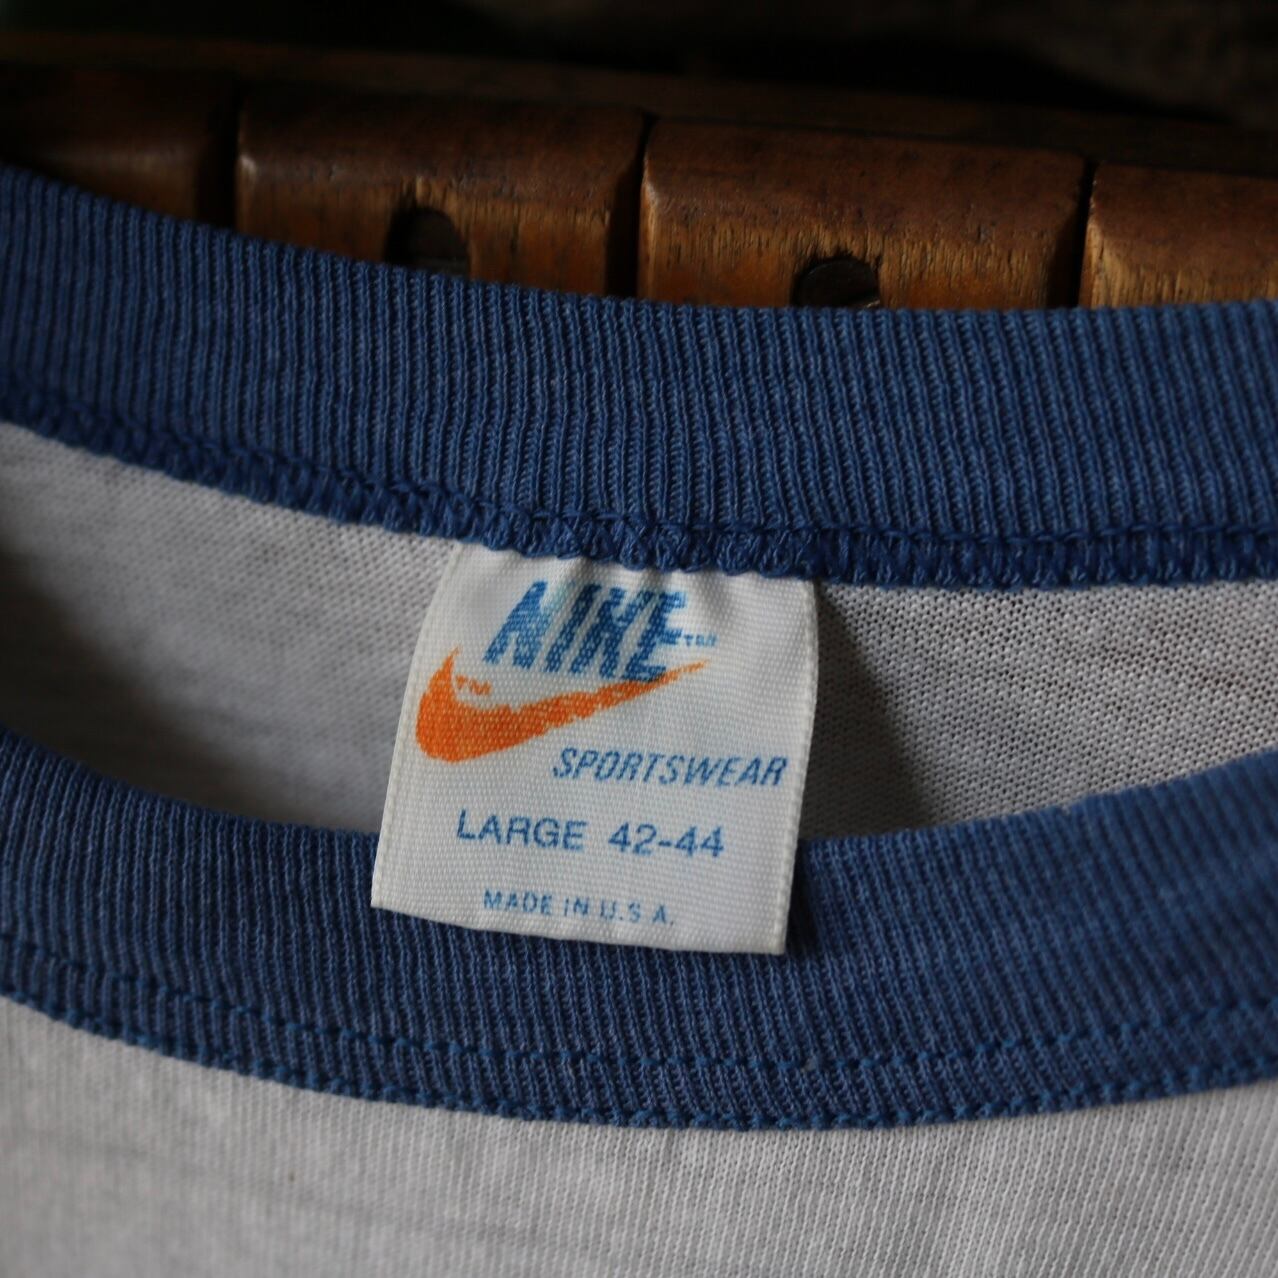 NIKE™
™
SPORTSWEAR
LARGE 42-44
MADE IN U.S A.